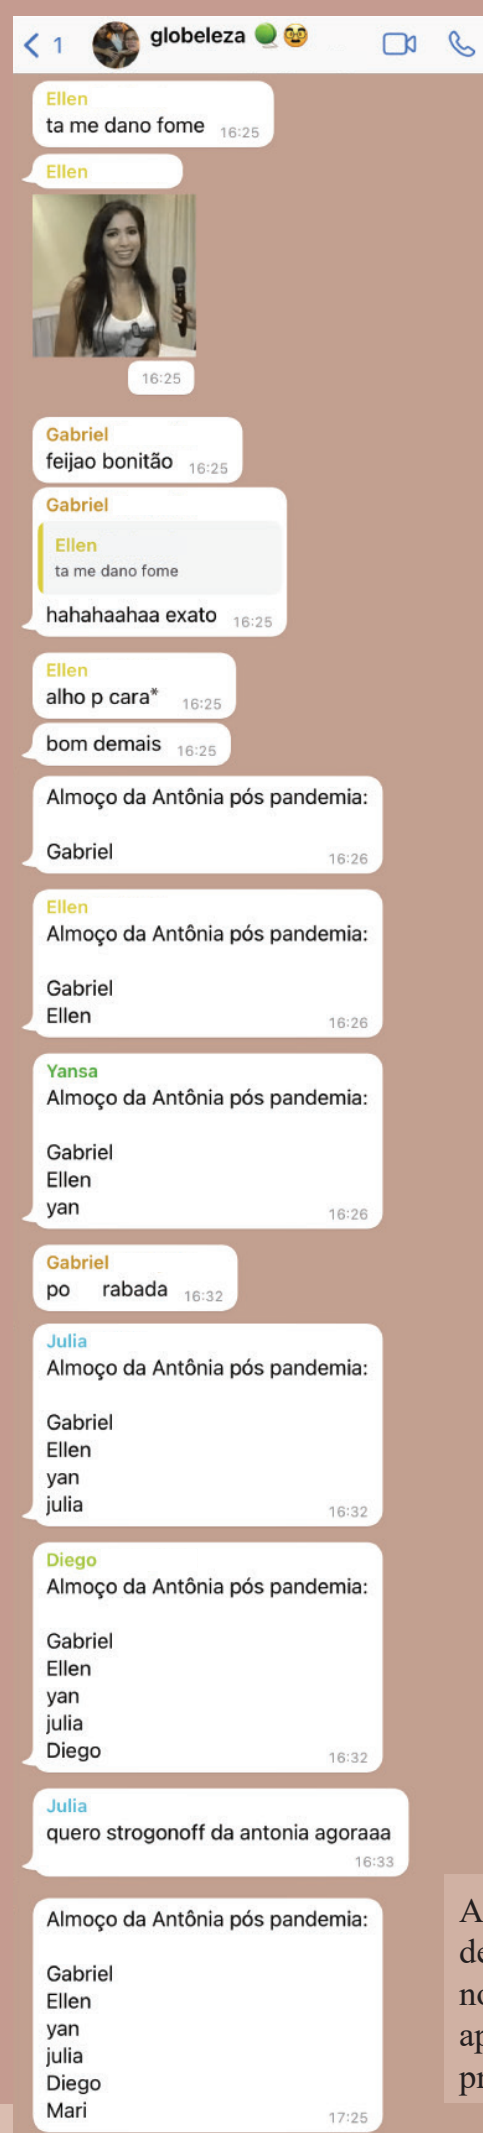 1
globeleza
Ellen
ta me dano fome 16:25
Ellen
16:25
Gabriel
feijao bonitão 16:25
Gabriel
Ellen
ta me dano fome
hahahaahaa exato 16:25
Ellen
alho p cara* 16:25
bom demais 16:25
Almoço da Antônia pós pandemia:
Gabriel
16:26
Ellen
Almoço da Antônia pós pandemia:
Gabriel
Ellen
16:26
Yansa
Almoço da Antônia pós pandemia:
Gabriel
Ellen
yan
16:26
Gabriel
po rabada 16:32
Julia
Almoço da Antônia pós pandemia:
Gabriel
Ellen
yan
julia
16:32
Diego
Almoço da Antônia pós pandemia:
Gabriel
Ellen
yan
julia
Diego
16:32
Julia
quero strogonoff da antonia agoraaa
16:33
Almoço da Antônia pós pandemia:
Gabriel
Ellen
yan
julia
Diego
Mari
17:25